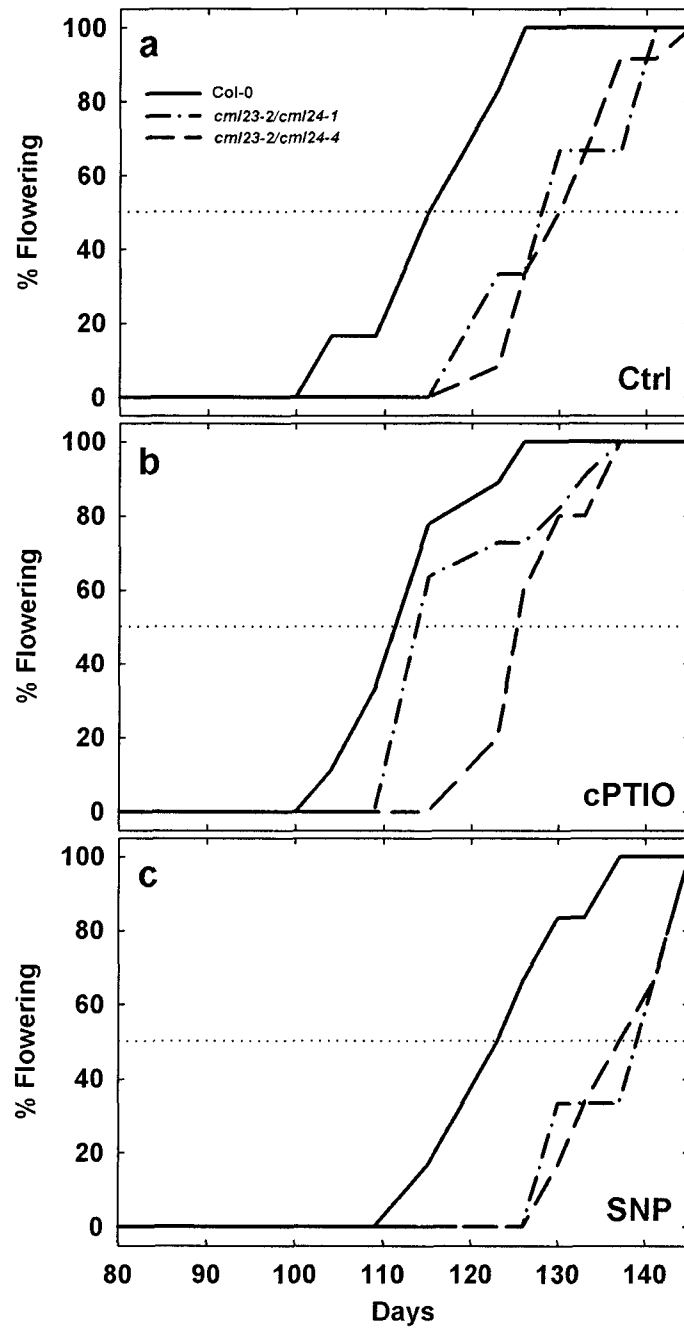 a
Col-0
cml23-2/cml24-1
cml23-2/cml24-4
Ctrl
% Flowering
100
80
60
40
20
0
b
cPTIO
% Flowering
100
80
60
40
20
0
c
SNP
% Flowering
100
80
60
40
20
0
80 90 100 110 120 130 140
Days